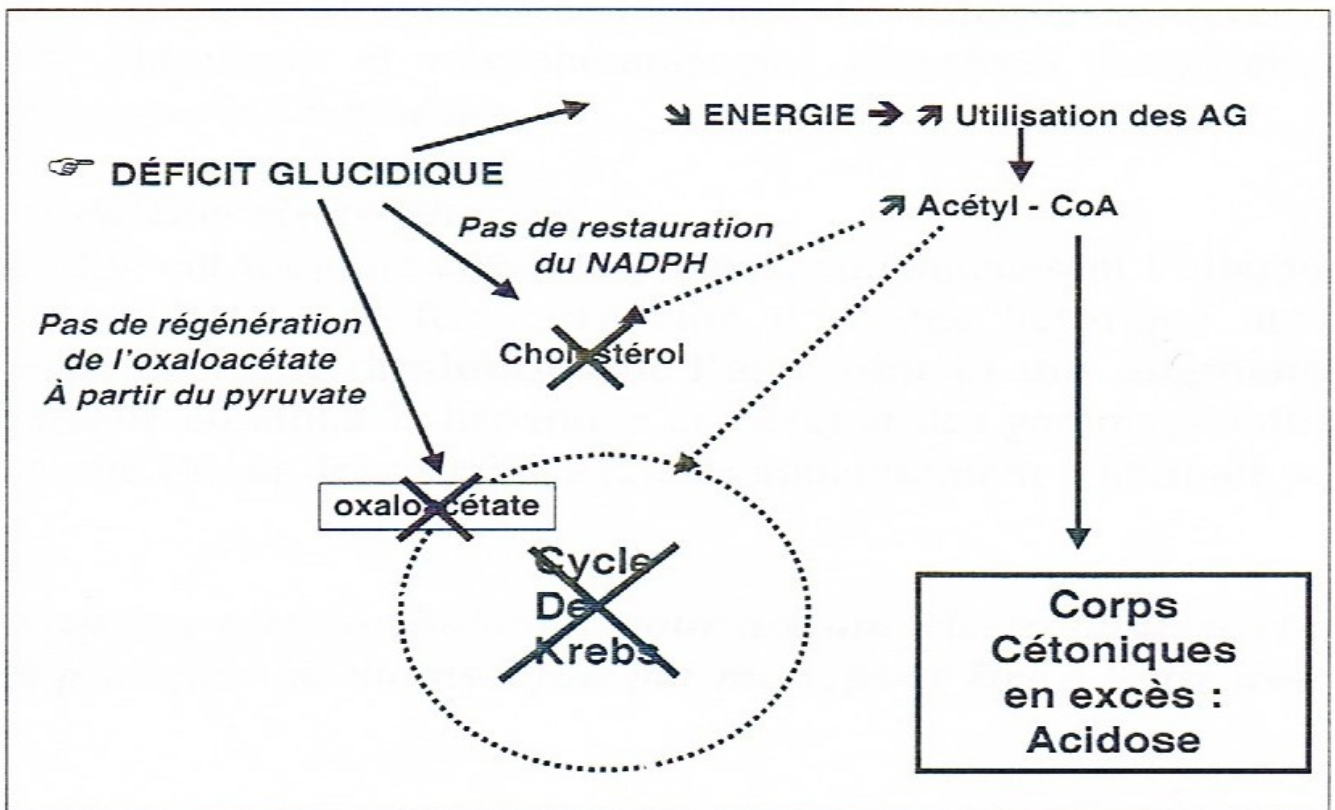 ↘ ENERGIE → ↗ Utilisation des AG
☞ DÉFICIT GLUCIDIQUE
↗ Acétyl - CoA
Pas de restauration
du NADPH
Pas de régénération
de l'oxaloacétate
À partir du pyruvate
Cholestérol
oxaloacétate
Cycle
De
Krebs
Corps
Cétoniques
en excès :
Acidose